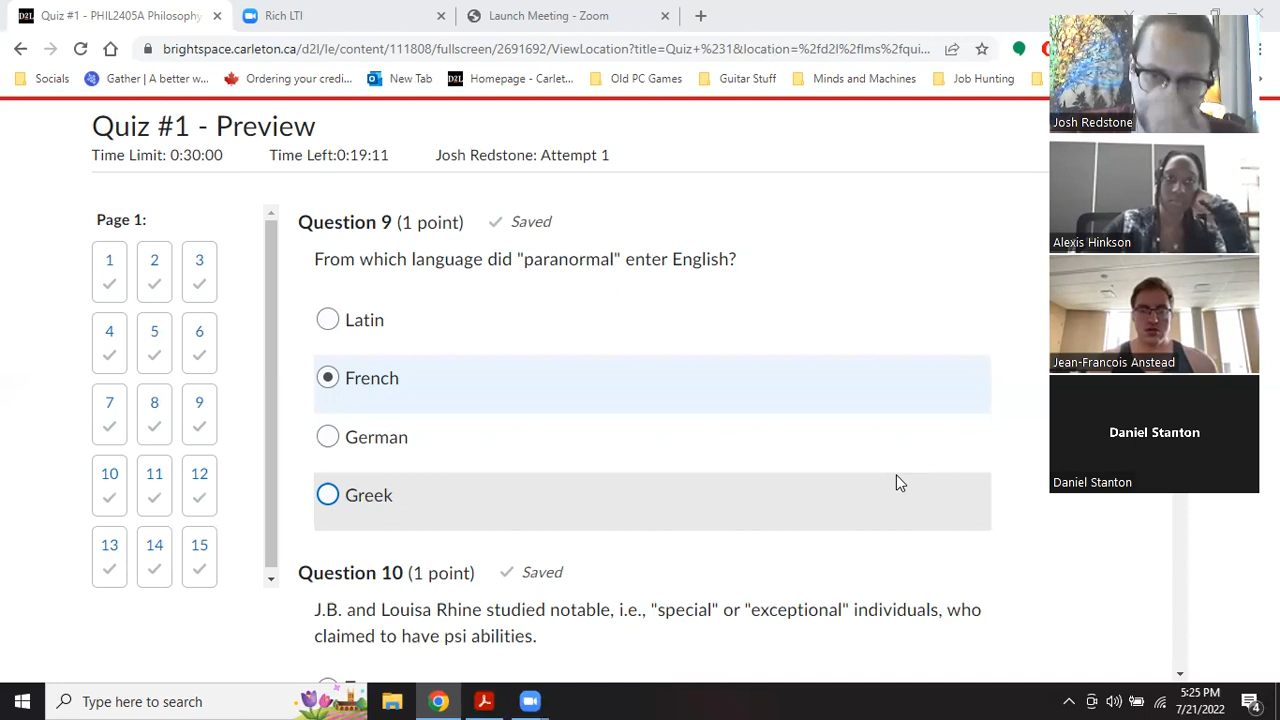 Quiz #1 - PHIL2405A Philosophy
Rich LTI
Launch Meeting - Zoom
brightspace.carleton.ca/d2l/le/content/111808/fullscreen/2691692/ViewLocation?title=Quiz+%231&location=%2fd2l%2flms%2fqui...
Socials
Gather | A better w...
Ordering your credi...
New Tab
Homepage - Carlet...
Old PC Games
Guitar Stuff
Minds and Machines
Job Hunting
Quiz #1 - Preview
Time Limit: 0:30:00
Time Left:0:19:11
Josh Redstone: Attempt 1
Page 1:
1 2 3
4 5 6
7 8 9
10 11 12
13 14 15
Question 9 (1 point)
Saved
From which language did "paranormal" enter English?
Latin
French
German
Greek
Question 10 (1 point)
Saved
J.B. and Louisa Rhine studied notable, i.e., "special" or "exceptional" individuals, who
claimed to have psi abilities.
Josh Redstone
Alexis Hinkson
Jean-Francois Anstead
Daniel Stanton
Daniel Stanton
Type here to search
5:25 PM
7/21/2022
4